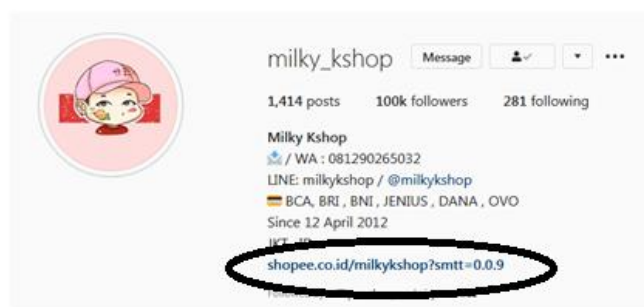 milky_kshop Message
1,414 posts 100k followers 281 following
Milky Kshop
/ WA : 081290265032
LINE: milkykshop / @milkykshop
BCA, BRI , BNI , JENIUS , DANA , OVO
Since 12 April 2012
shopee.co.id/milkykshop?smtt=0.0.9